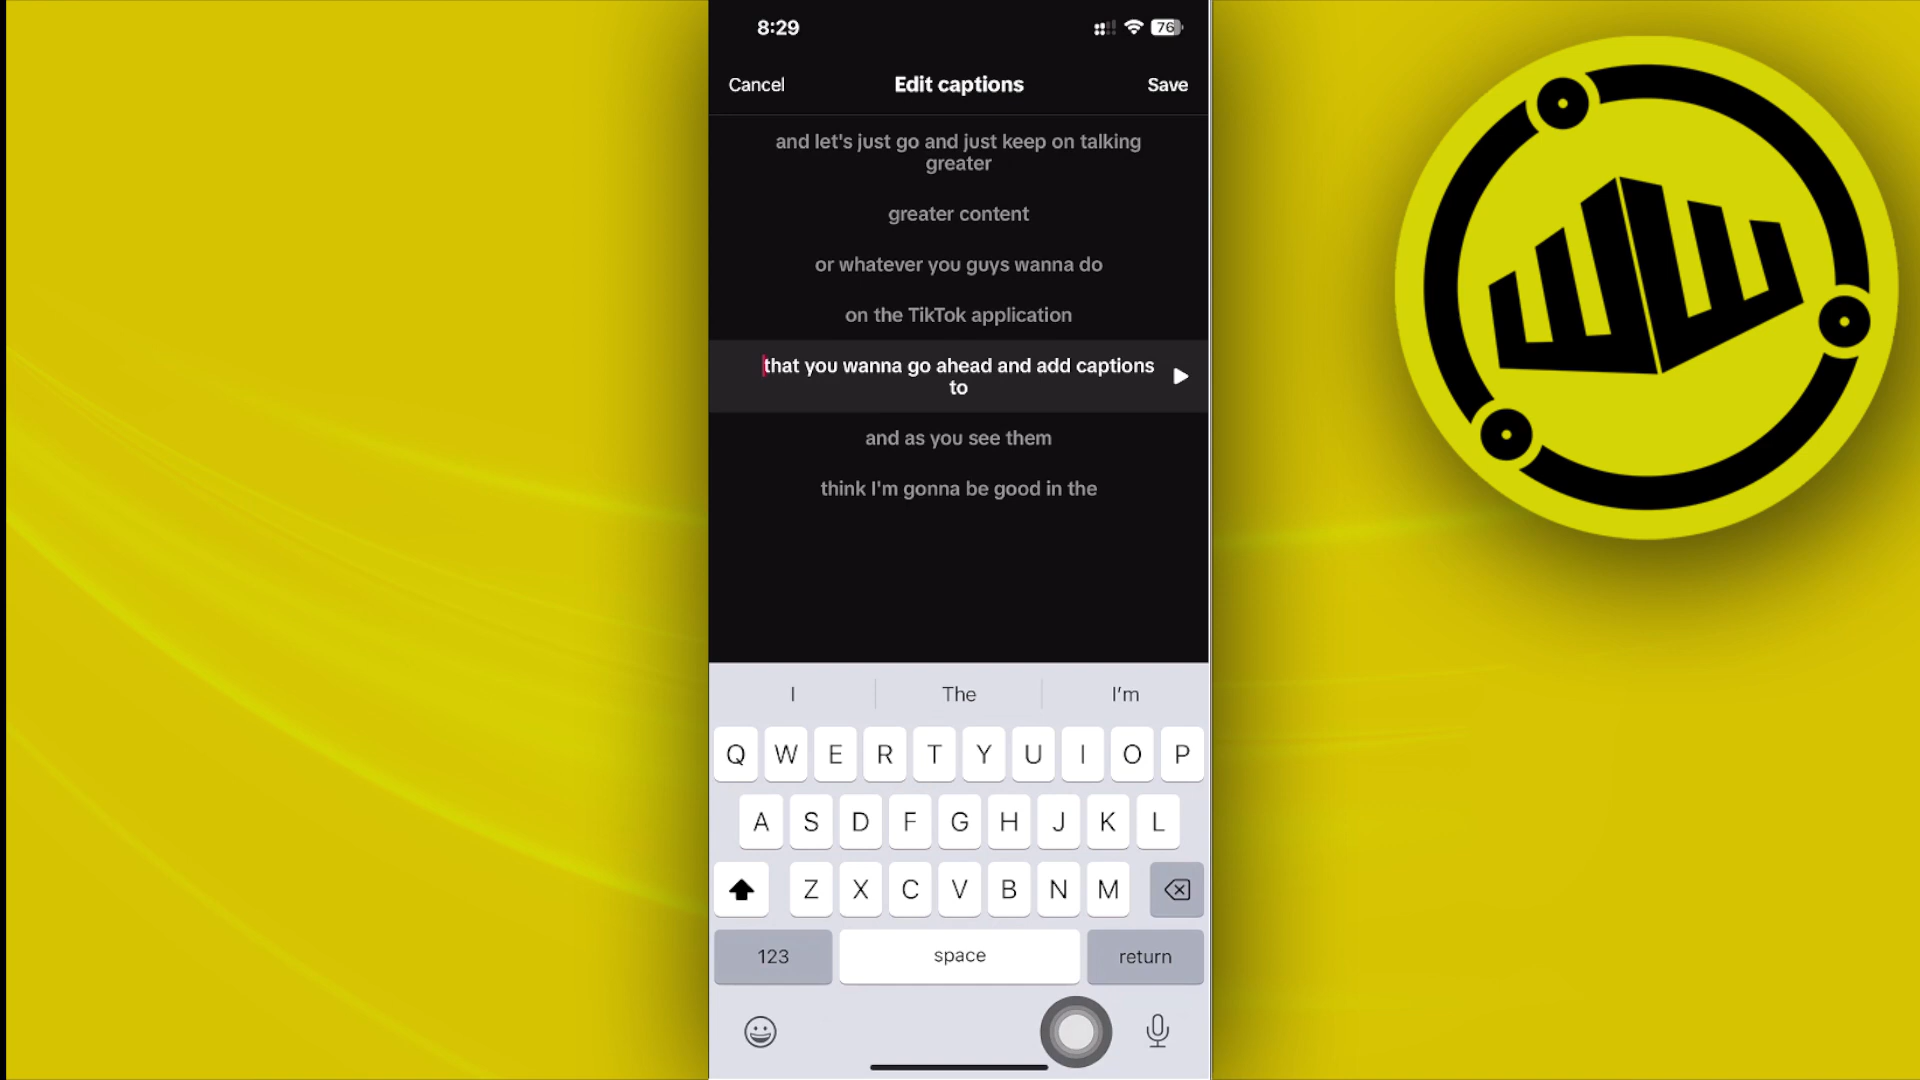 8:29
76
Cancel
Edit captions
Save
and let's just go and just keep on talking
greater
greater content
or whatever you guys wanna do
on the TikTok application
that you wanna go ahead and add captions
to
and as you see them
think I'm gonna be good in the
I The I'm
Q W E R T Y U I O P
A S D F G H J K L
Z X C V B N M
123 space return